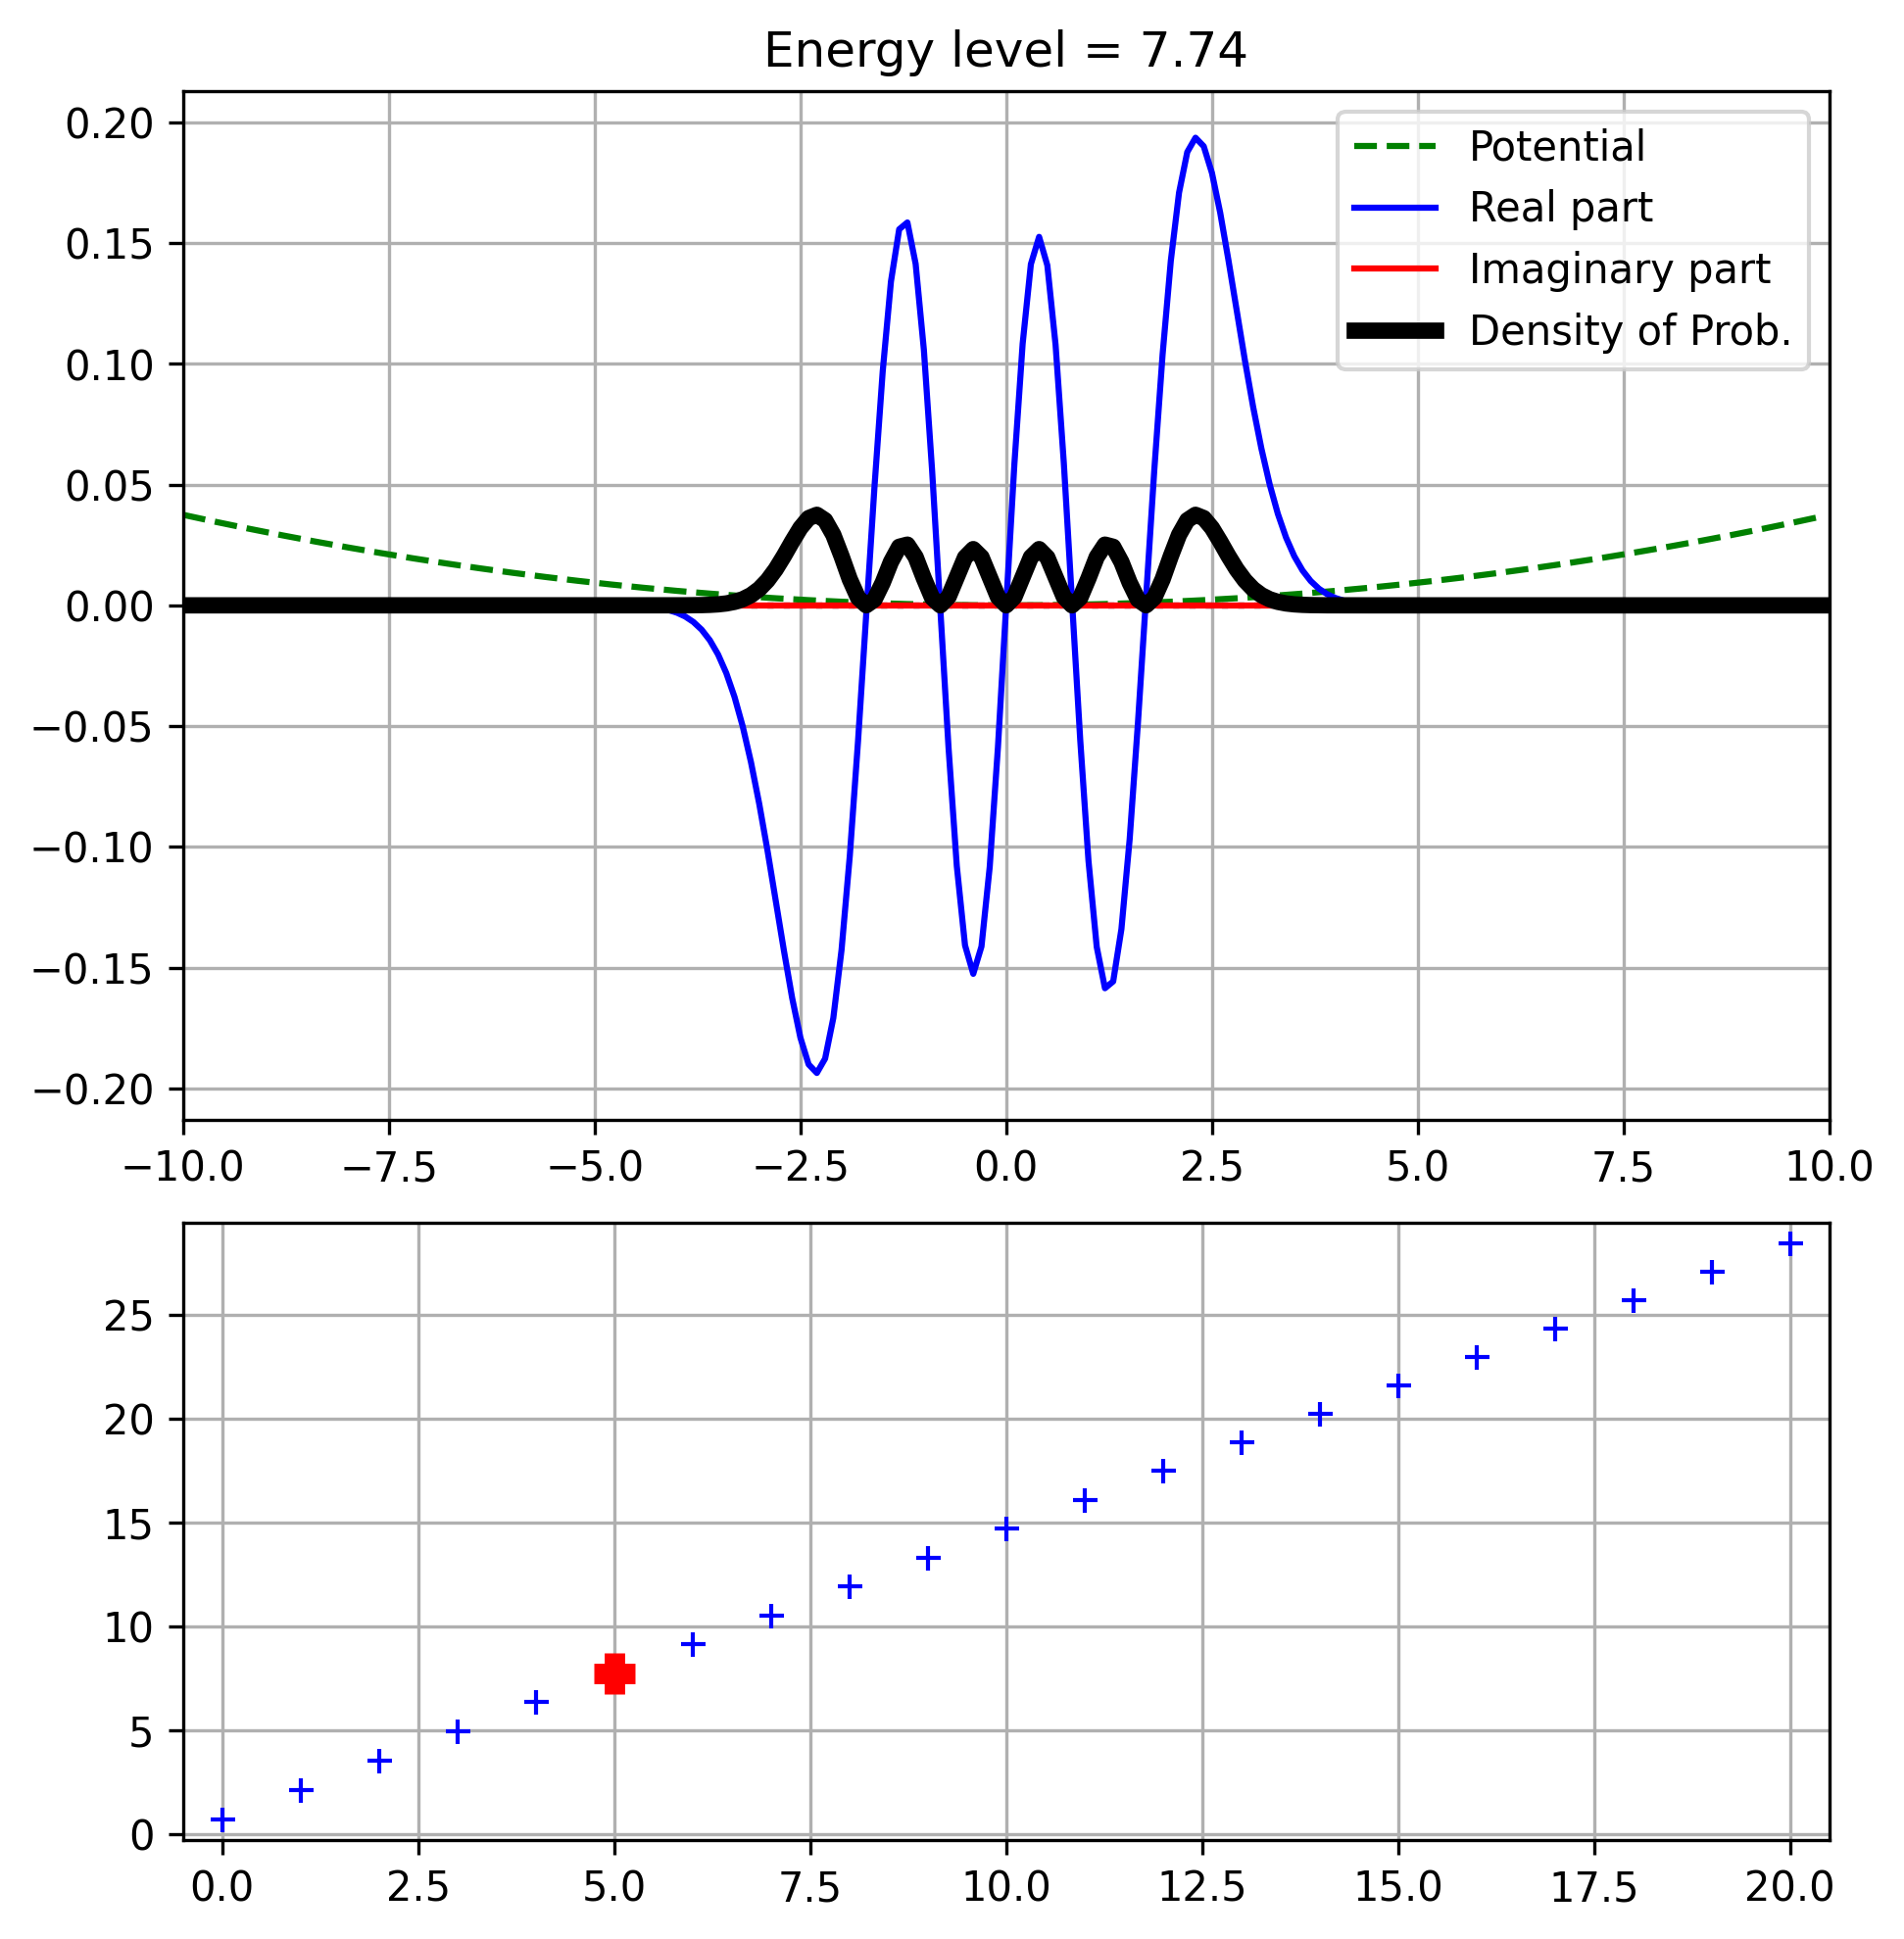 Energy level = 7.74
0.20
0.15
0.10
0.05
0.00
−0.05
−0.10
−0.15
−0.20
Potential
Real part
Imaginary part
Density of Prob.
−10.0 −7.5 −5.0 −2.5 0.0 2.5 5.0 7.5 10.0
25
20
15
10
5
0
0.0 2.5 5.0 7.5 10.0 12.5 15.0 17.5 20.0